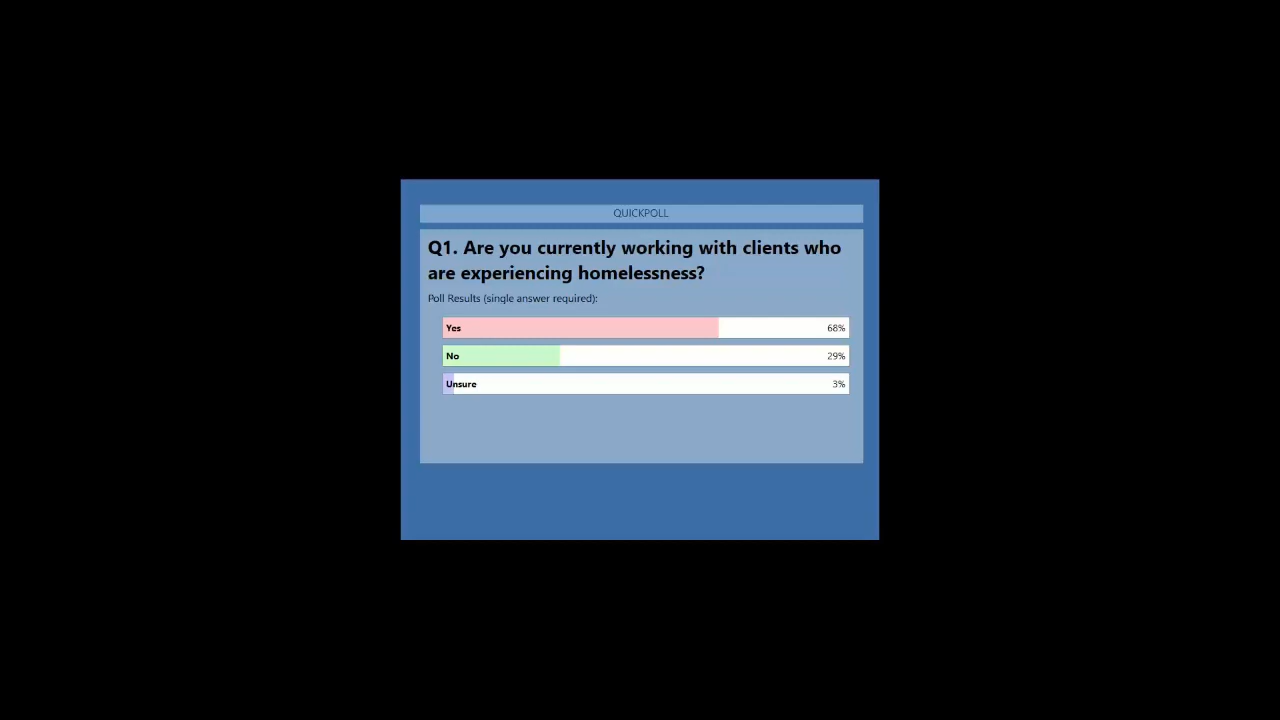 QUICKPOLL
Q1. Are you currently working with clients who
are experiencing homelessness?
Poll Results (single answer required):
Yes 68%
No 29%
Unsure 3%